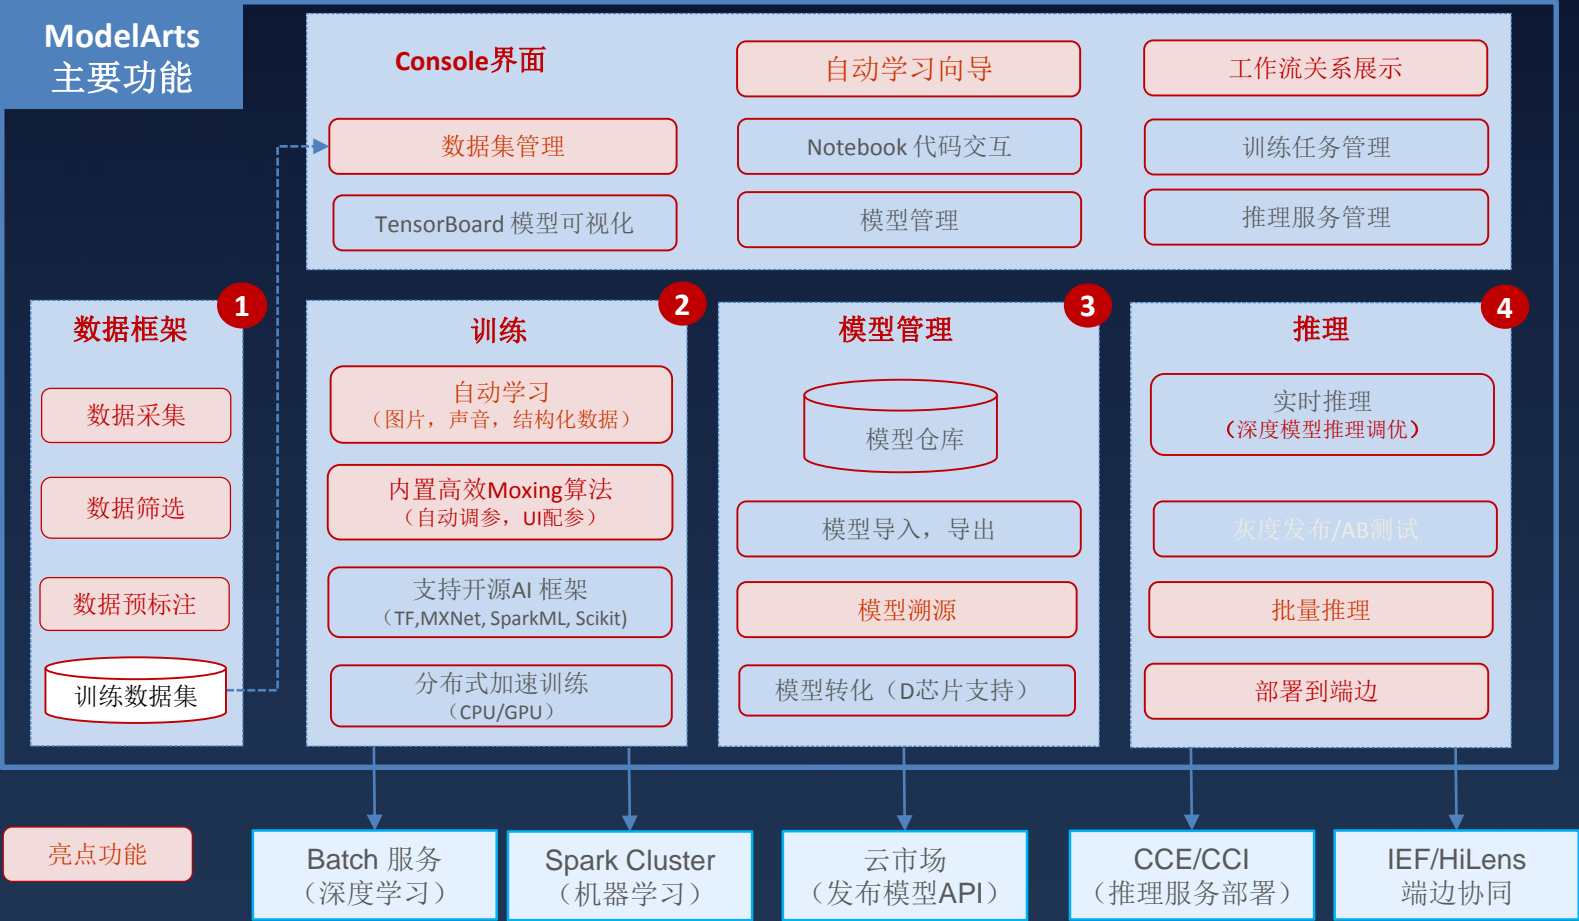 ModelArts
主要功能
Console界面
自动学习向导
工作流关系展示
数据集管理
Notebook 代码交互
训练任务管理
TensorBoard 模型可视化
模型管理
推理服务管理
1
数据框架
数据采集
数据筛选
数据预标注
训练数据集
2
训练
自动学习
（图片，声音，结构化数据）
内置高效Moxing算法
（自动调参，UI配参）
支持开源AI 框架
（TF,MXNet, SparkML, Scikit)
分布式加速训练
（CPU/GPU）
3
模型管理
模型仓库
模型导入，导出
模型溯源
模型转化（D芯片支持）
4
推理
实时推理
（深度模型推理调优）
灰度发布/AB测试
批量推理
部署到端边
亮点功能
Batch 服务
（深度学习）
Spark Cluster
（机器学习）
云市场
（发布模型API）
CCE/CCI
（推理服务部署）
IEF/HiLens
端边协同